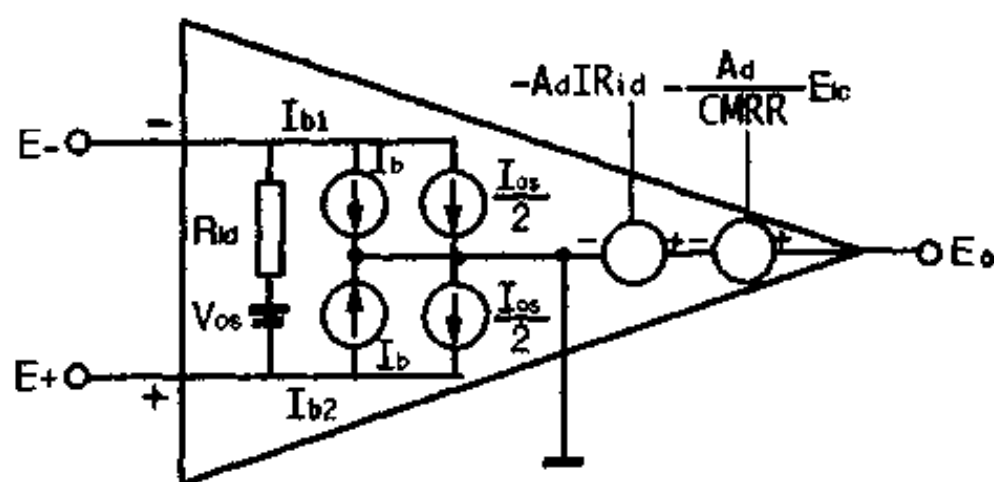 -AdIRid
-Ad/CMRR Eic
E-
-
Ib1
Ib
Ios/2
Rid
Vos
- + - +
Eo
Ios/2
Ib
E+
+
Ib2